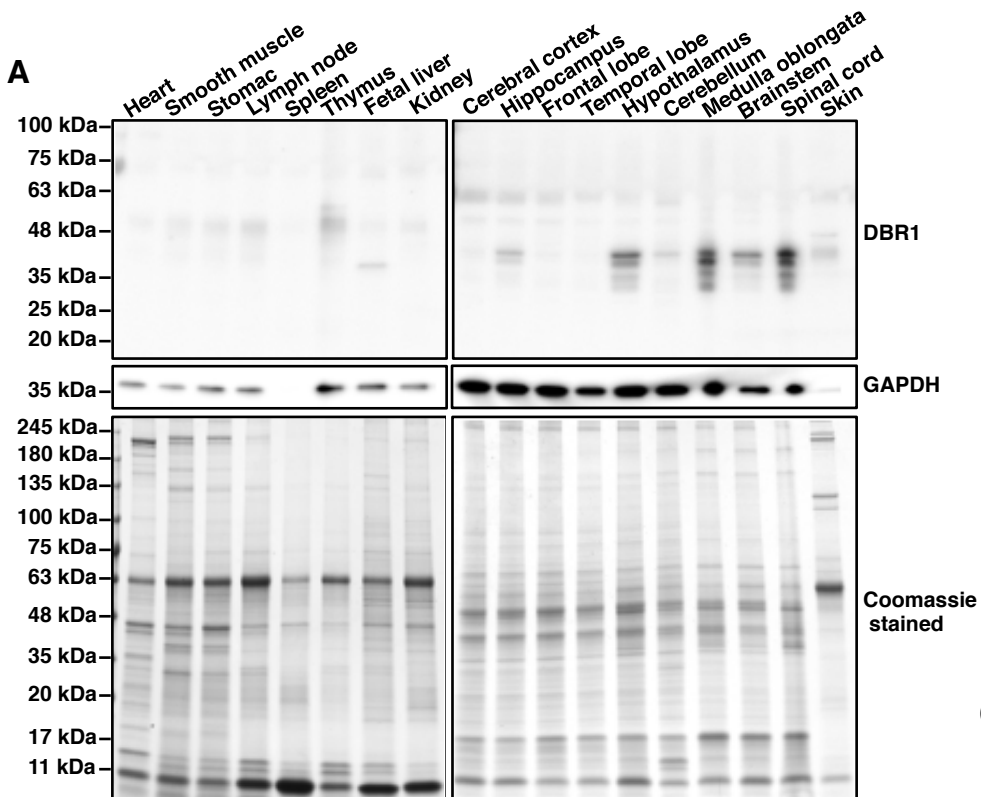 A
Heart
Smooth muscle
Stomac
Lymph node
Spleen
Thymus
Fetal liver
Kidney
Cerebral cortex
Hippocampus
Frontal lobe
Temporal lobe
Hypothalamus
Cerebellum
Medulla oblongata
Brainstem
Spinal cord
Skin
100 kDa
75 kDa
63 kDa
48 kDa
35 kDa
25 kDa
20 kDa
DBR1
35 kDa
GAPDH
245 kDa
180 kDa
135 kDa
100 kDa
75 kDa
63 kDa
48 kDa
35 kDa
20 kDa
17 kDa
11 kDa
Coomassie
stained